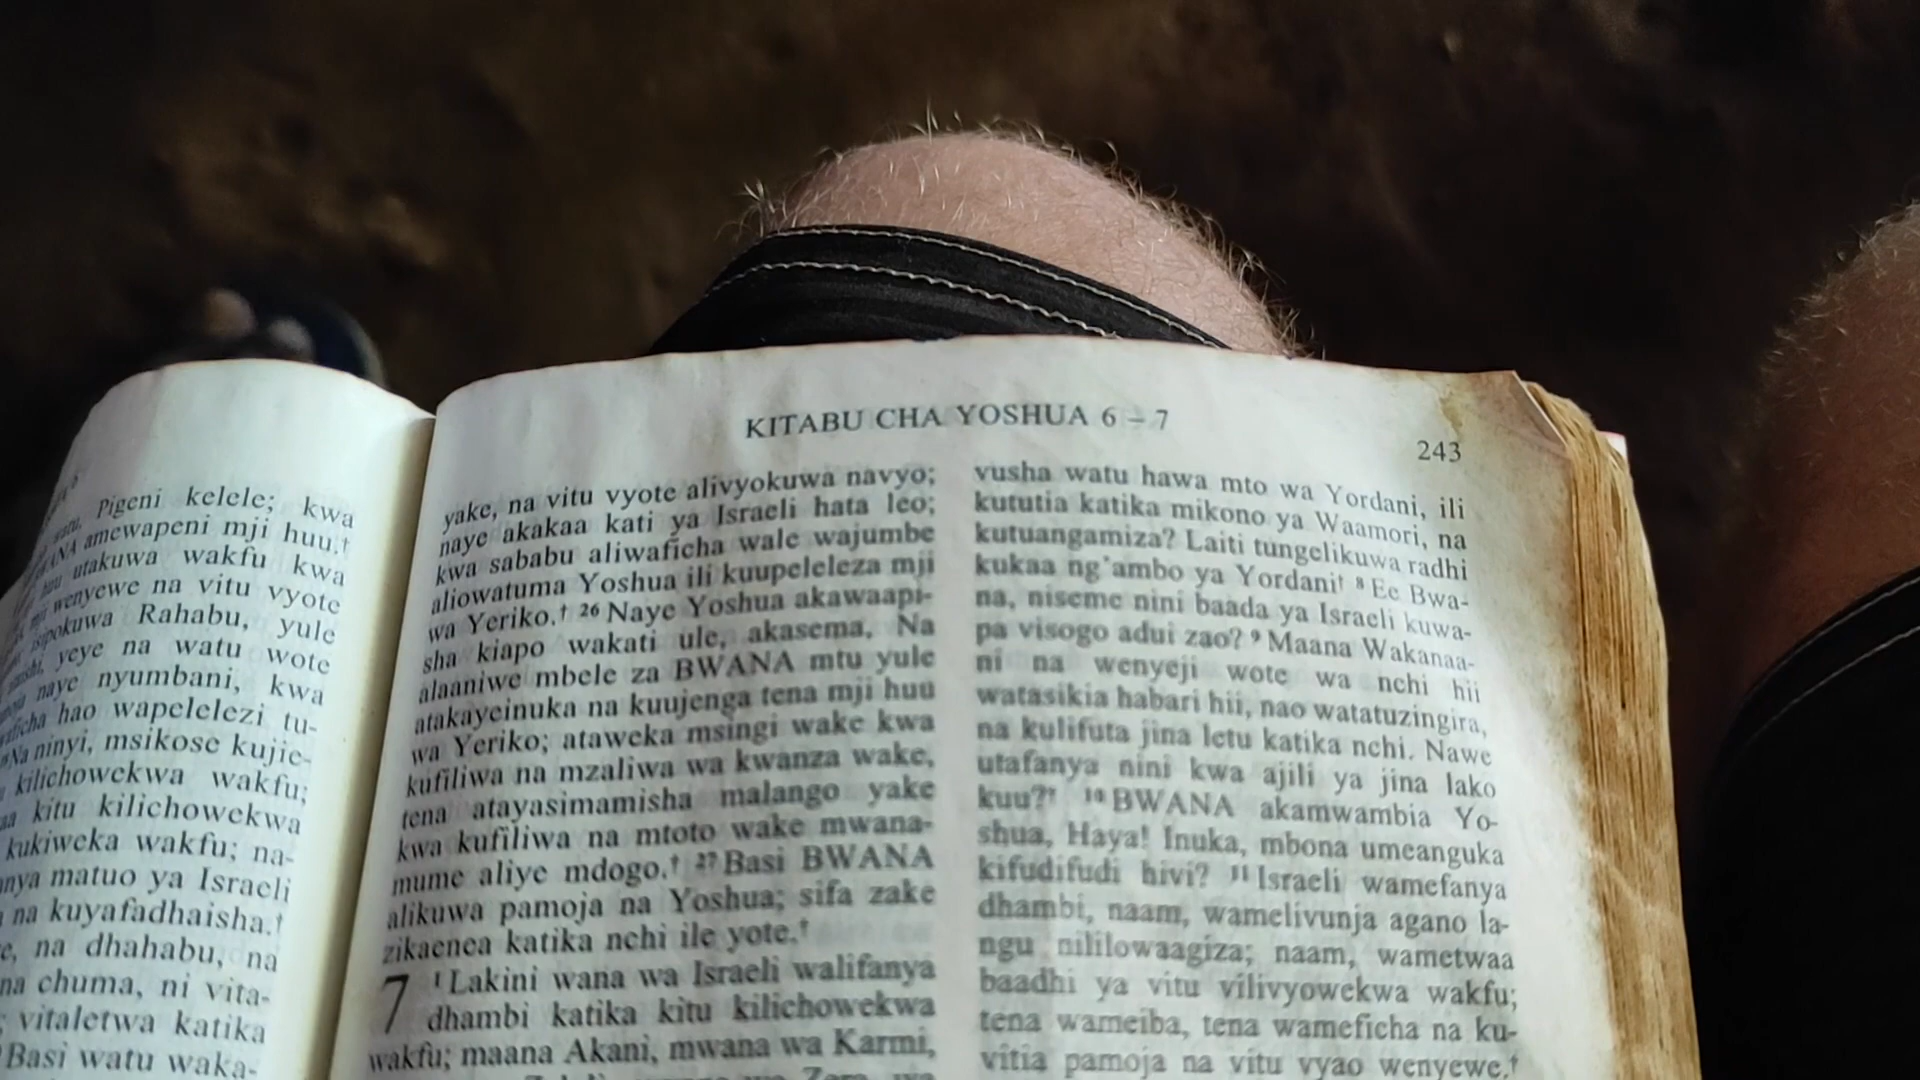 Pigeni kelele; kwa
amewapeni mji huu.†
utakuwa wakfu kwa
wenyewe na vitu vyote
isipokuwa Rahabu, yule
yeye na watu wote
naye nyumbani, kwa
hao wapelelezi tu-
Na ninyi, msikose kujie-
kilichowekwa wakfu;
kitu kilichowekwa
kukiweka wakfu; na-
matuo ya Israeli
na kuyafadhaisha.†
na dhahabu, na
na chuma, ni vita-
vitaletwa katika
Basi watu waka-
KITABU CHA YOSHUA 6 – 7
243
yake, na vitu vyote alivyokuwa navyo;
naye akakaa kati ya Israeli hata leo;
kwa sababu aliwaficha wale wajumbe
aliowatuma Yoshua ili kuupeleleza mji
wa Yeriko.† 26 Naye Yoshua akawaapi-
sha kiapo wakati ule, akasema, Na
alaaniwe mbele za BWANA mtu yule
atakayeinuka na kuujenga tena mji huu
wa Yeriko; ataweka msingi wake kwa
kufiliwa na mzaliwa wa kwanza wake,
tena atayasimamisha malango yake
kwa kufiliwa na mtoto wake mwana-
mume aliye mdogo.† 27 Basi BWANA
alikuwa pamoja na Yoshua; sifa zake
zikaenea katika nchi ile yote.†
7 1 Lakini wana wa Israeli walifanya
dhambi katika kitu kilichowekwa
wakfu; maana Akani, mwana wa Karmi,
vusha watu hawa mto wa Yordani, ili
kututia katika mikono ya Waamori, na
kutuangamiza? Laiti tungelikuwa radhi
kukaa ng'ambo ya Yordani† 8 Ee Bwa-
na, niseme nini baada ya Israeli kuwa-
pa visogo adui zao? 9 Maana Wakanaa-
ni na wenyeji wote wa nchi hii
watasikia habari hii, nao watatuzingira,
na kulifuta jina letu katika nchi. Nawe
utafanya nini kwa ajili ya jina lako
kuu?† 10 BWANA akamwambia Yo-
shua, Haya! Inuka, mbona umeanguka
kifudifudi hivi? 11 Israeli wamefanya
dhambi, naam, wamelivunja agano la-
ngu nililowaagiza; naam, wametwaa
baadhi ya vitu vilivyowekwa wakfu;
tena wameiba, tena wameficha na ku-
vitia pamoja na vitu vyao wenyewe.†